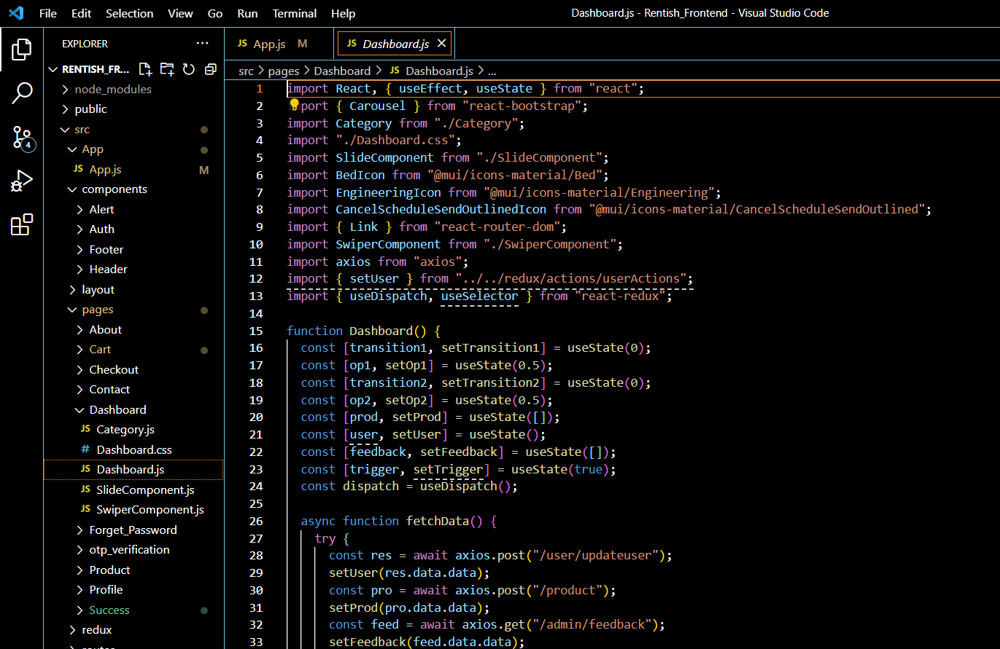 File Edit Selection View Go Run Terminal Help
Dashboard.js - Rentish_Frontend - Visual Studio Code
4
EXPLORER
RENTISH_FR...
node_modules
public
src
App
JS App.js M
components
Alert
Auth
Footer
Header
layout
pages
About
Cart
Checkout
Contact
Dashboard
JS Category.js
# Dashboard.css
JS Dashboard.js
JS SlideComponent.js
JS SwiperComponent.js
Forget_Password
otp_verification
Product
Profile
Success
redux
JS App.js M JS Dashboard.js
src > pages > Dashboard > JS Dashboard.js > ...
1 import React, { useEffect, useState } from "react";
2 import { Carousel } from "react-bootstrap";
3 import Category from "./Category";
4 import "./Dashboard.css";
5 import SlideComponent from "./SlideComponent";
6 import BedIcon from "@mui/icons-material/Bed";
7 import EngineeringIcon from "@mui/icons-material/Engineering";
8 import CancelScheduleSendOutlinedIcon from "@mui/icons-material/CancelScheduleSendOutlined";
9 import { Link } from "react-router-dom";
10 import SwiperComponent from "./SwiperComponent";
11 import axios from "axios";
12 import { setUser } from "../../redux/actions/userActions";
13 import { useDispatch, useSelector } from "react-redux";
14
15 function Dashboard() {
16 const [transition1, setTransition1] = useState(0);
17 const [op1, setOp1] = useState(0.5);
18 const [transition2, setTransition2] = useState(0);
19 const [op2, setOp2] = useState(0.5);
20 const [prod, setProd] = useState([]);
21 const [user, setUser] = useState();
22 const [feedback, setFeedback] = useState([]);
23 const [trigger, setTrigger] = useState(true);
24 const dispatch = useDispatch();
25
26 async function fetchData() {
27 try {
28 const res = await axios.post("/user/updateuser");
29 setUser(res.data.data);
30 const pro = await axios.post("/product");
31 setProd(pro.data.data);
32 const feed = await axios.get("/admin/feedback");
33 setFeedback(feed.data.data);